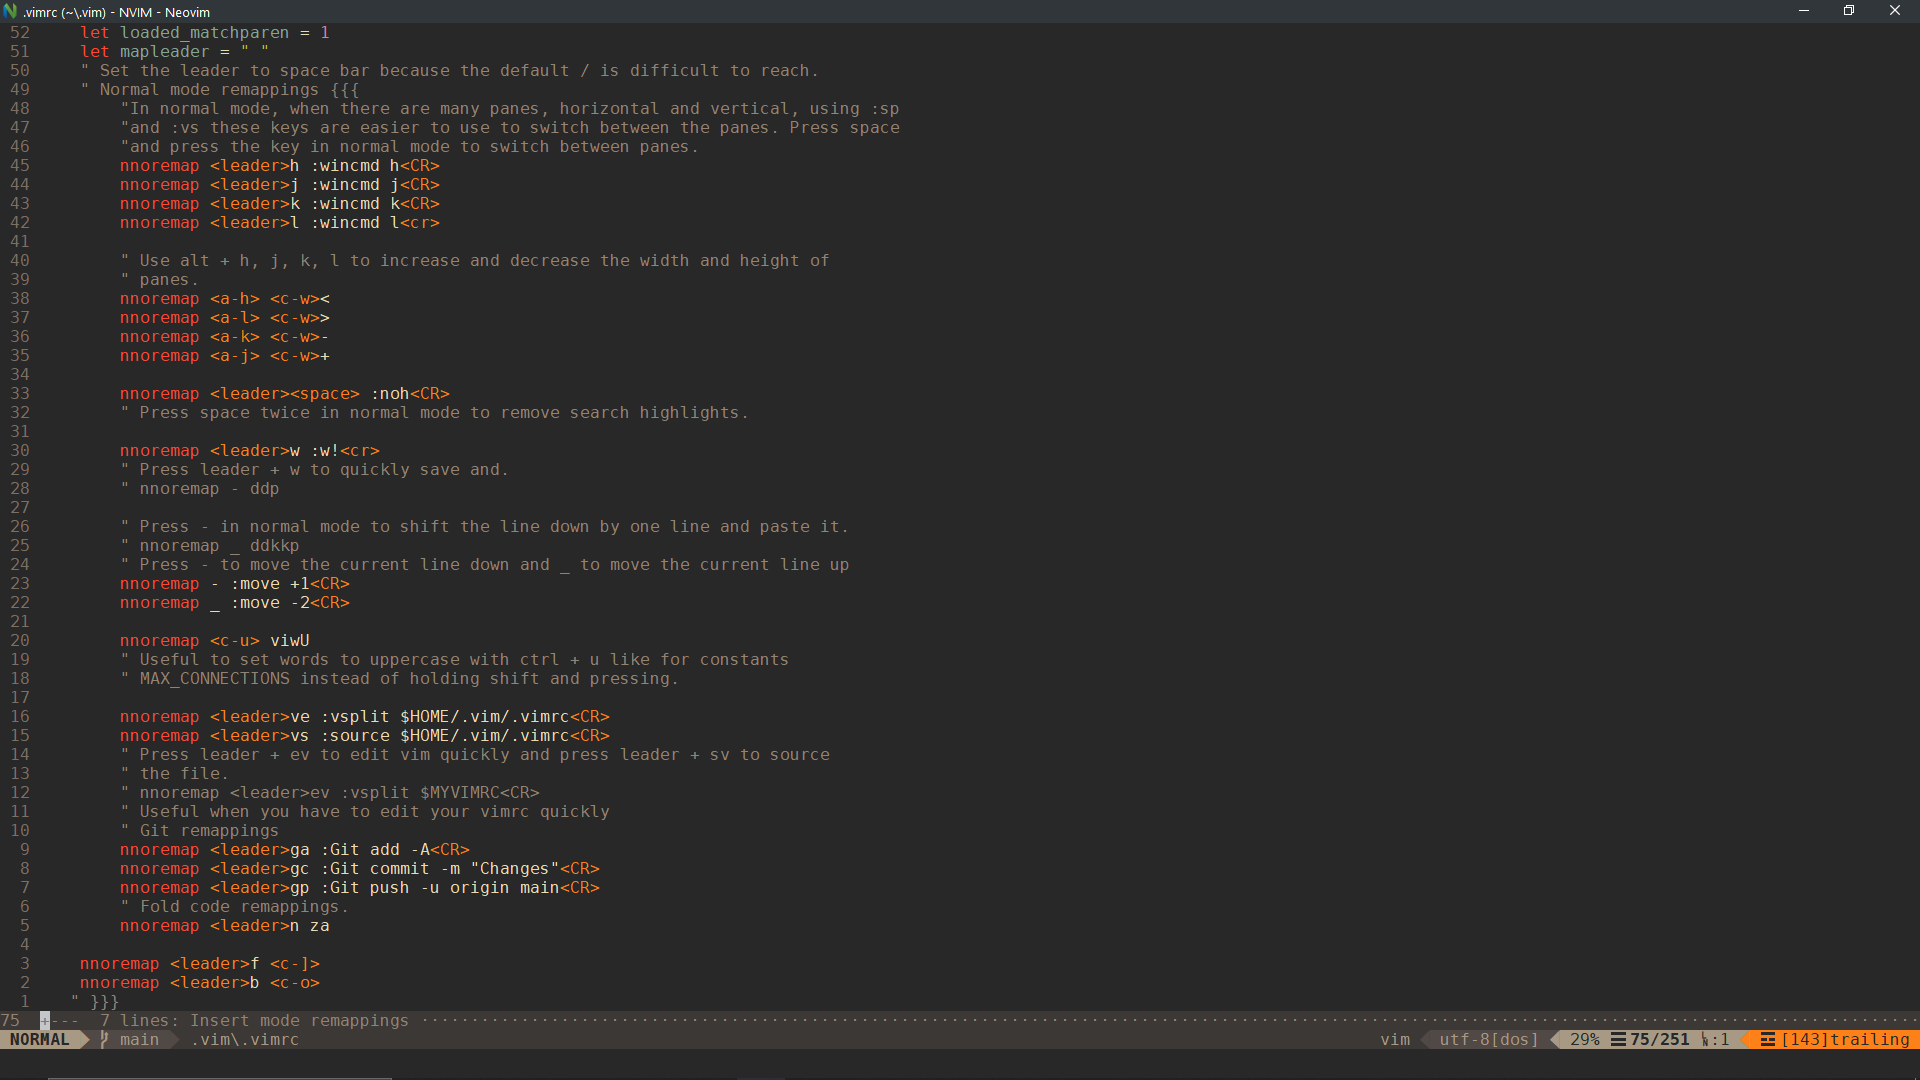 .vimrc (~\.vim) - NVIM - Neovim
52 let loaded_matchparen = 1
51 let mapleader = " "
50 " Set the leader to space bar because the default / is difficult to reach.
49 " Normal mode remappings {{{
48 "In normal mode, when there are many panes, horizontal and vertical, using :sp
47 "and :vs these keys are easier to use to switch between the panes. Press space
46 "and press the key in normal mode to switch between panes.
45 nnoremap <leader>h :wincmd h<CR>
44 nnoremap <leader>j :wincmd j<CR>
43 nnoremap <leader>k :wincmd k<CR>
42 nnoremap <leader>l :wincmd l<cr>
41
40 " Use alt + h, j, k, l to increase and decrease the width and height of
39 " panes.
38 nnoremap <a-h> <c-w><
37 nnoremap <a-l> <c-w>>
36 nnoremap <a-k> <c-w>-
35 nnoremap <a-j> <c-w>+
34
33 nnoremap <leader><space> :noh<CR>
32 " Press space twice in normal mode to remove search highlights.
31
30 nnoremap <leader>w :w!<cr>
29 " Press leader + w to quickly save and.
28 " nnoremap - ddp
27
26 " Press - in normal mode to shift the line down by one line and paste it.
25 " nnoremap _ ddkkp
24 " Press - to move the current line down and _ to move the current line up
23 nnoremap - :move +1<CR>
22 nnoremap _ :move -2<CR>
21
20 nnoremap <c-u> viwU
19 " Useful to set words to uppercase with ctrl + u like for constants
18 " MAX_CONNECTIONS instead of holding shift and pressing.
17
16 nnoremap <leader>ve :vsplit $HOME/.vim/.vimrc<CR>
15 nnoremap <leader>vs :source $HOME/.vim/.vimrc<CR>
14 " Press leader + ev to edit vim quickly and press leader + sv to source
13 " the file.
12 " nnoremap <leader>ev :vsplit $MYVIMRC<CR>
11 " Useful when you have to edit your vimrc quickly
10 " Git remappings
9 nnoremap <leader>ga :Git add -A<CR>
8 nnoremap <leader>gc :Git commit -m "Changes"<CR>
7 nnoremap <leader>gp :Git push -u origin main<CR>
6 " Fold code remappings.
5 nnoremap <leader>n za
4
3 nnoremap <leader>f <c-]>
2 nnoremap <leader>b <c-o>
1 " }}}
75 +--- 7 lines: Insert mode remappings ·····················································
NORMAL main .vim\.vimrc vim utf-8[dos] 29% ☰75/251 ㏑:1 ☲[143]trailing